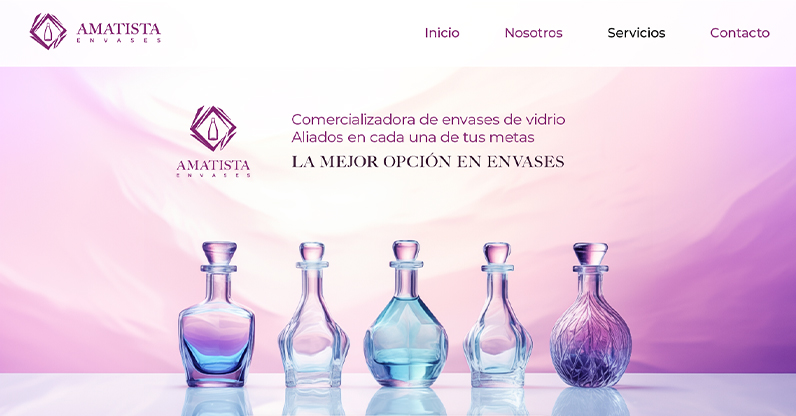 AMATISTA
ENVASES
Inicio
Nosotros
Servicios
Contacto
Comercializadora de envases de vidrio
Aliados en cada una de tus metas
LA MEJOR OPCIÓN EN ENVASES
AMATISTA
ENVASES